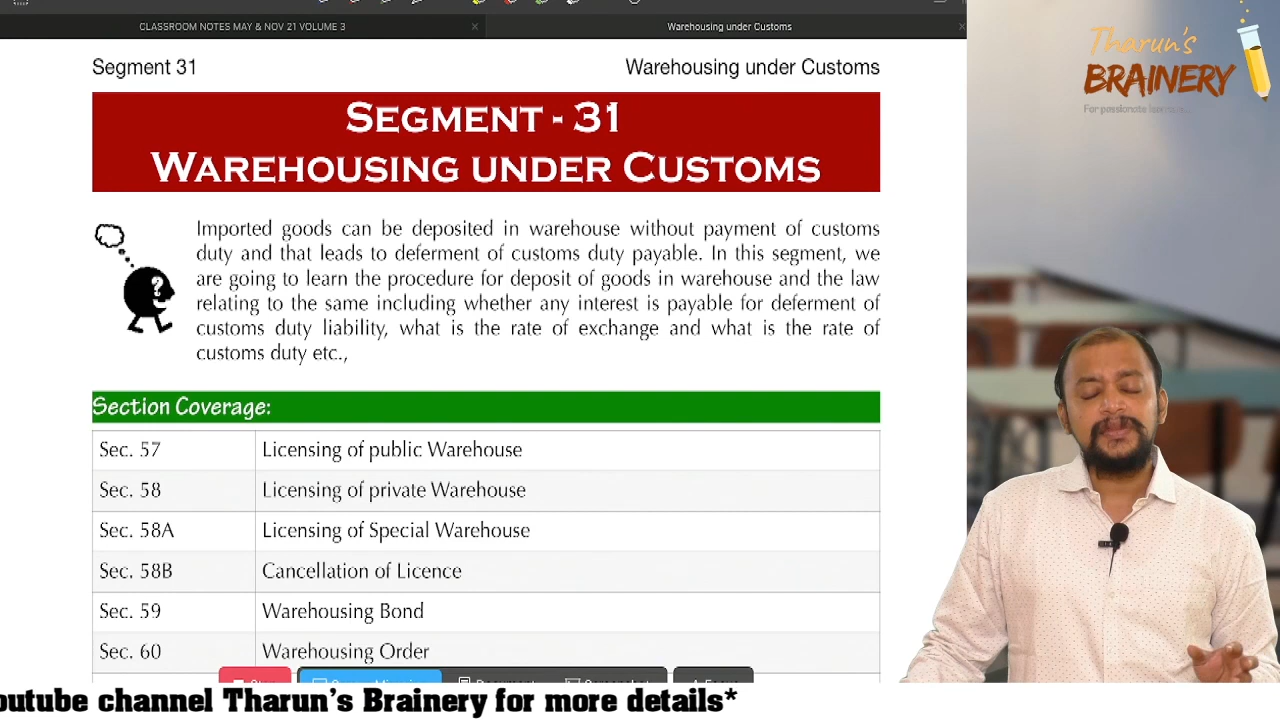 CLASSROOM NOTES MAY & NOV 21 VOLUME 3
Warehousing under Customs
Tharun's
BRAINERY
Segment 31
Warehousing under Customs
SEGMENT - 31
WAREHOUSING UNDER CUSTOMS
Imported goods can be deposited in warehouse without payment of customs
duty and that leads to deferment of customs duty payable. In this segment, we
are going to learn the procedure for deposit of goods in warehouse and the law
relating to the same including whether any interest is payable for deferment of
customs duty liability, what is the rate of exchange and what is the rate of
customs duty etc.,
Section Coverage:
Sec. 57 Licensing of public Warehouse
Sec. 58 Licensing of private Warehouse
Sec. 58A Licensing of Special Warehouse
Sec. 58B Cancellation of Licence
Sec. 59 Warehousing Bond
Sec. 60 Warehousing Order
outube channel Tharun's Brainery for more details*